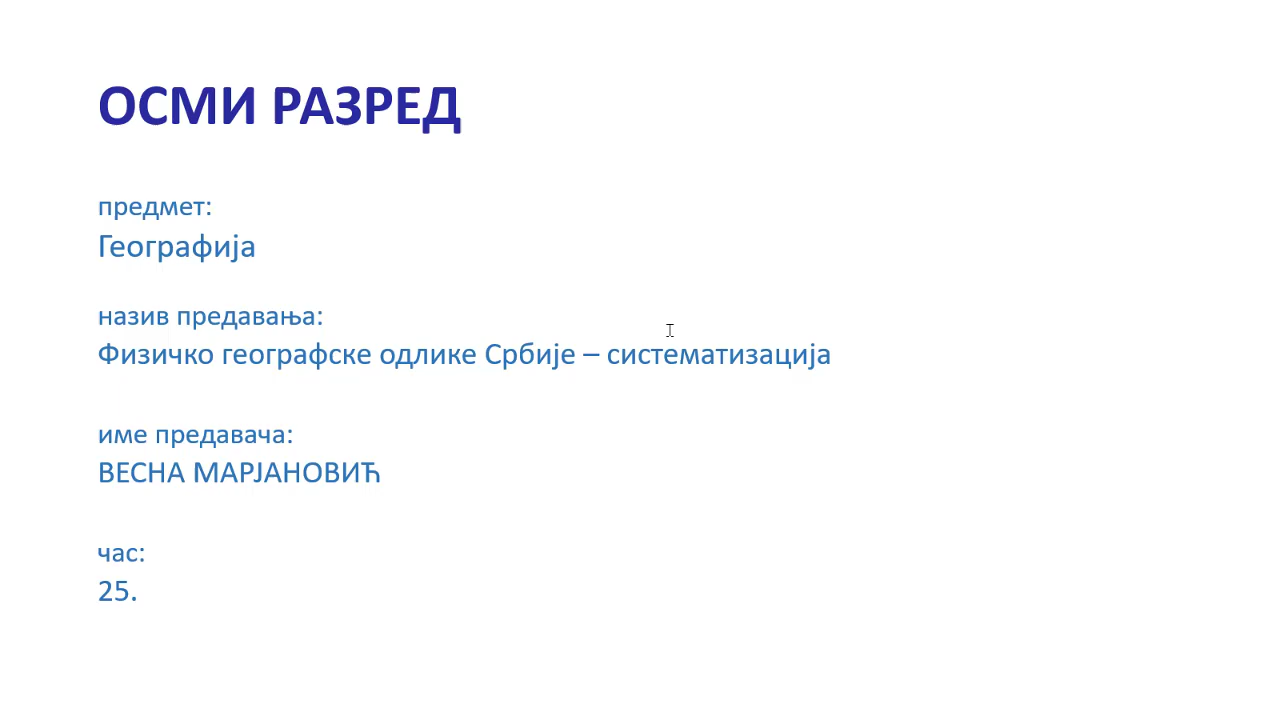 ОСМИ РАЗРЕД
предмет:
Географија
назив предавања:
Физичко географске одлике Србије – систематизација
име предавача:
ВЕСНА МАРЈАНОВИЋ
час:
25.